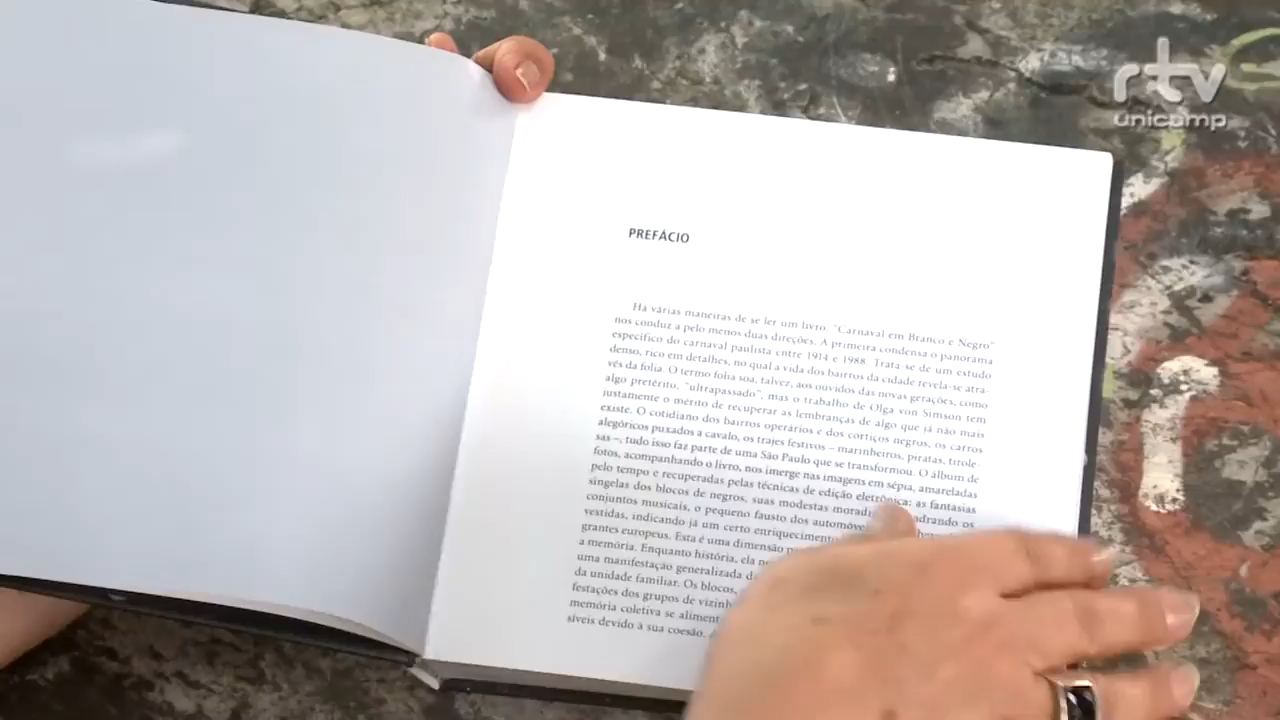 rtv
unicamp
PREFÁCIO
Há várias maneiras de se ler um livro. "Carnaval em Branco e Negro"
nos conduz a pelo menos duas direções. A primeira condensa o panorama
específico do carnaval paulista entre 1914 e 1988. Trata-se de um estudo
denso, rico em detalhes, no qual a vida dos bairros da cidade revela-se atra-
vés da folia. O termo folia soa, talvez, aos ouvidos das novas gerações, como
algo pretérito, "ultrapassado", mas o trabalho de Olga von Simson tem
justamente o mérito de recuperar as lembranças de algo que já não mais
existe. O cotidiano dos bairros operários e dos cortiços negros, os carros
alegóricos puxados a cavalo, os trajes festivos – marinheiros, piratas, tirole-
sas –, tudo isso faz parte de uma São Paulo que se transformou. O álbum de
fotos, acompanhando o livro, nos imerge nas imagens em sépia, amareladas
pelo tempo e recuperadas pelas técnicas de edição eletrônica: as fantasias
singelas dos blocos de negros, suas modestas
conjuntos musicais, o pequeno fausto dos
vestidas, indicando já um certo
grantes europeus. Esta é uma dimensão
a memória. Enquanto história, ela
uma manifestação generalizada
da unidade familiar. Os blocos,
festações dos grupos de
memória coletiva se
síveis devido à sua coesão.